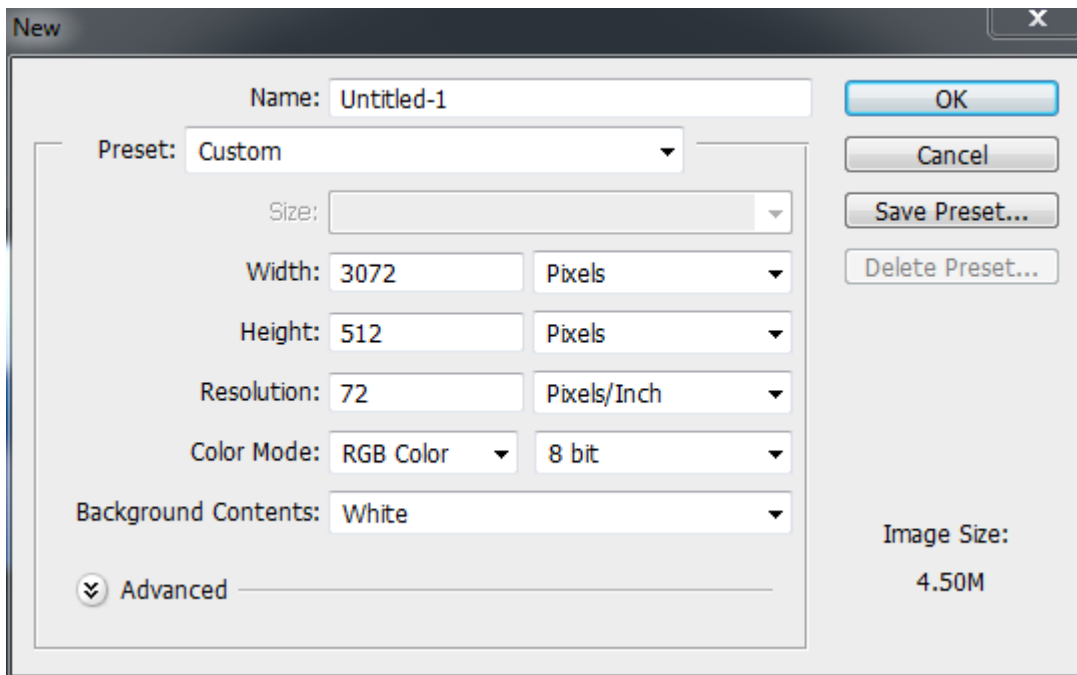 New
X
Name: Untitled-1
OK
Preset: Custom
Cancel
Size:
Save Preset...
Width: 3072 Pixels
Delete Preset...
Height: 512 Pixels
Resolution: 72 Pixels/Inch
Color Mode: RGB Color 8 bit
Background Contents: White
Image Size:
4.50M
Advanced